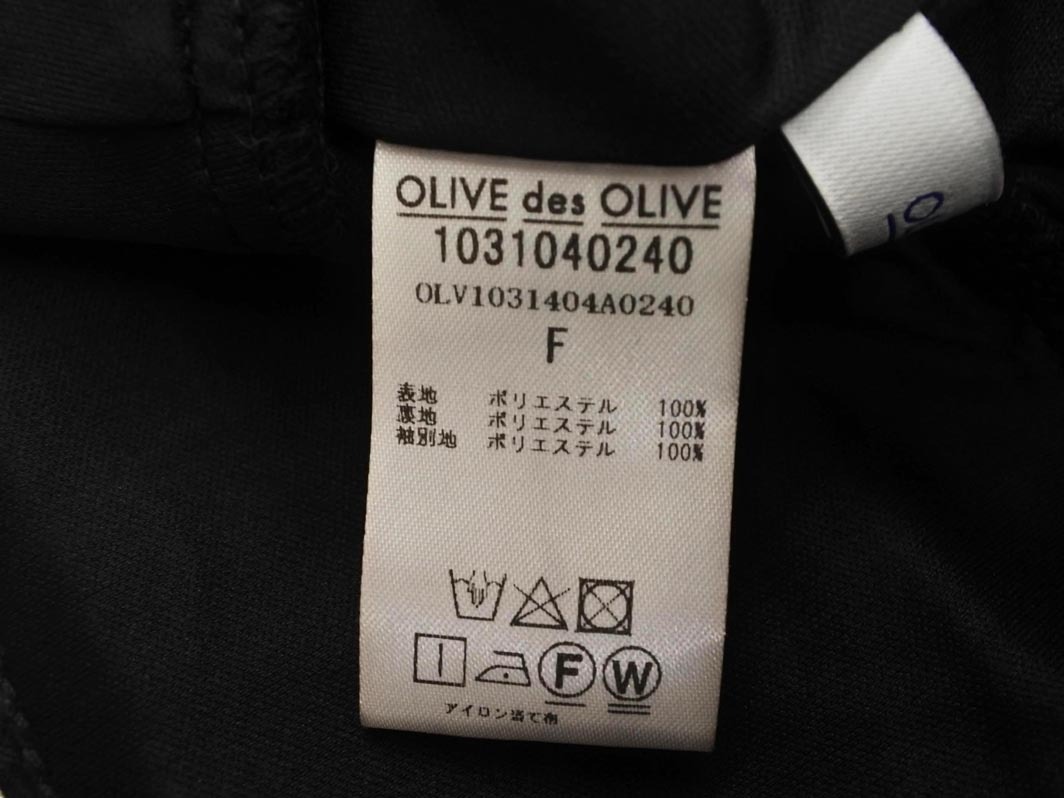 OLIVE des OLIVE
1031040240
OLV1031404A0240
F
表地 ポリエステル 100%
裏地 ポリエステル 100%
袖別地 ポリエステル 100%
F W
アイロン当て布
10